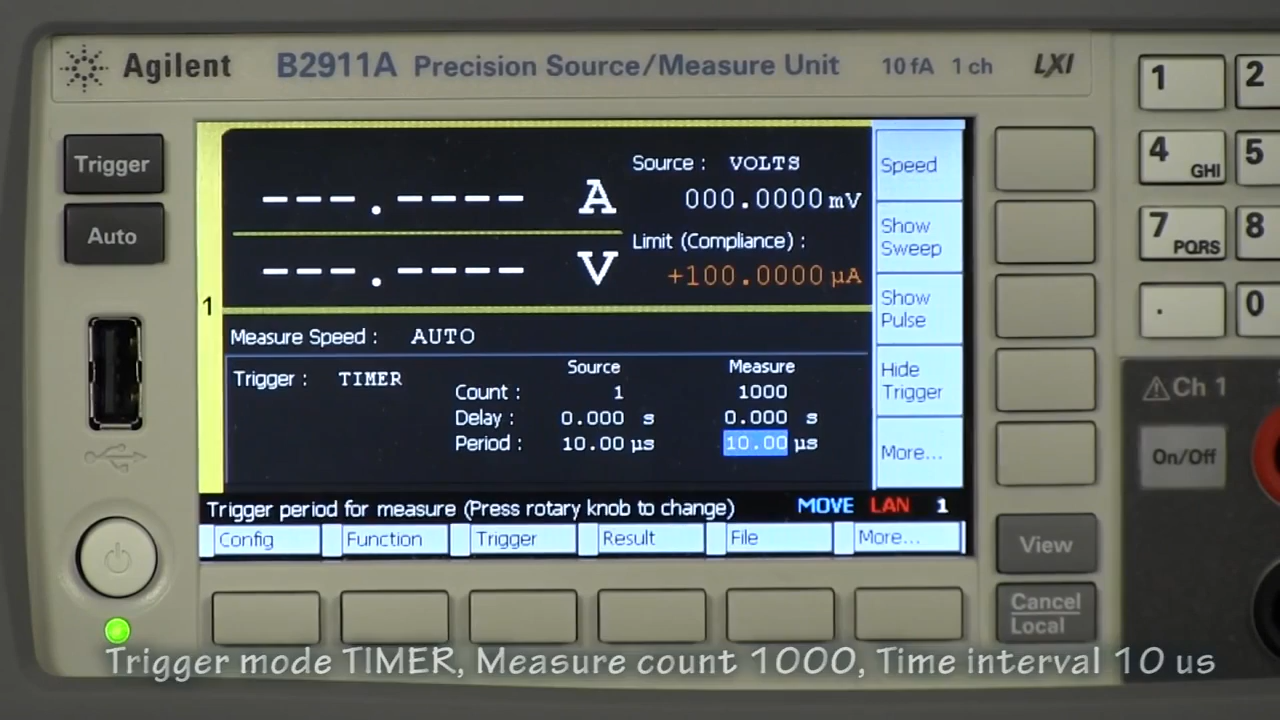 Agilent B2911A Precision Source/Measure Unit 10 fA 1 ch LXI
Trigger
Auto
1
---.---- A
---.---- V
Source : VOLTS
000.0000 mV
Limit (Compliance) :
+100.0000 µA
Measure Speed : AUTO
Trigger : TIMER
Source Measure
Count : 1 1000
Delay : 0.000 s 0.000 s
Period : 10.00 µs 10.00 µs
Trigger period for measure (Press rotary knob to change) MOVE LAN 1
Config Function Trigger Result File More...
Speed
Show
Sweep
Show
Pulse
Hide
Trigger
More...
View
Cancel
Local
1 2
4 GHI 5
7 PQRS 8
. 0
⚠ Ch 1
On/Off
Trigger mode TIMER, Measure count 1000, Time interval 10 us